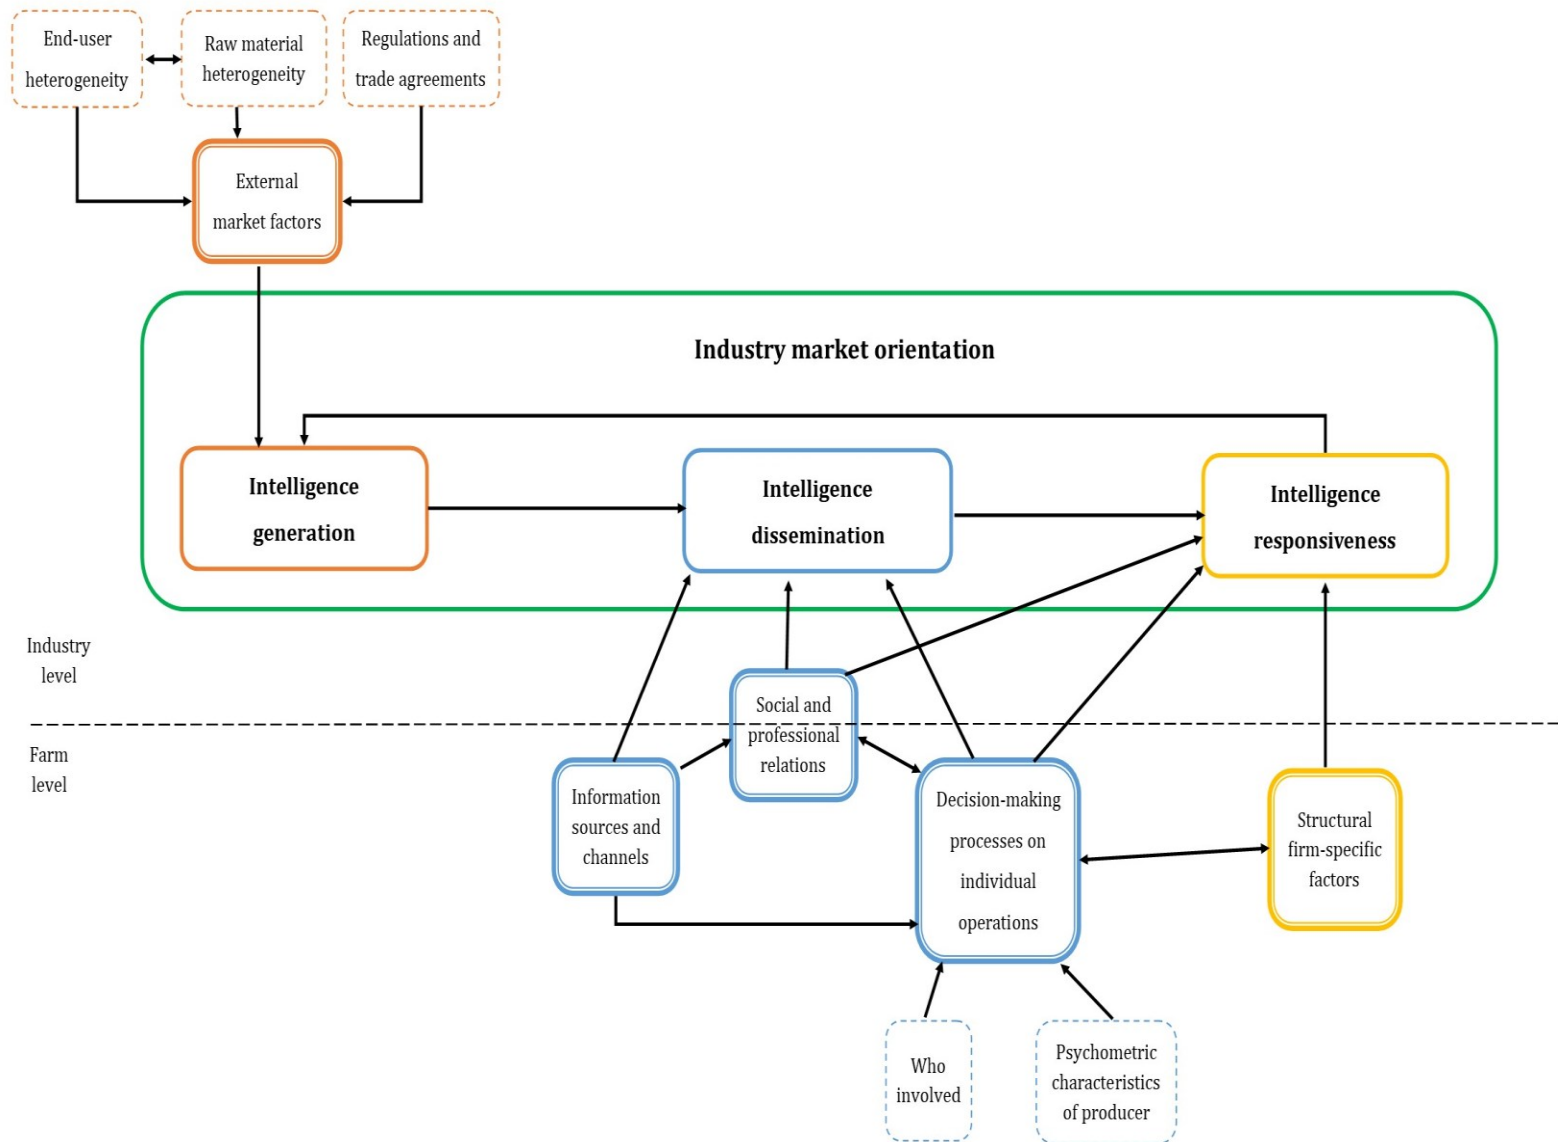 End-user
heterogeneity
Raw material
heterogeneity
Regulations and
trade agreements
External
market factors
Industry market orientation
Intelligence
generation
Intelligence
dissemination
Intelligence
responsiveness
Industry
level
Farm
level
Social and
professional
relations
Information
sources and
channels
Decision-making
processes on
individual
operations
Structural
firm-specific
factors
Who
involved
Psychometric
characteristics
of producer